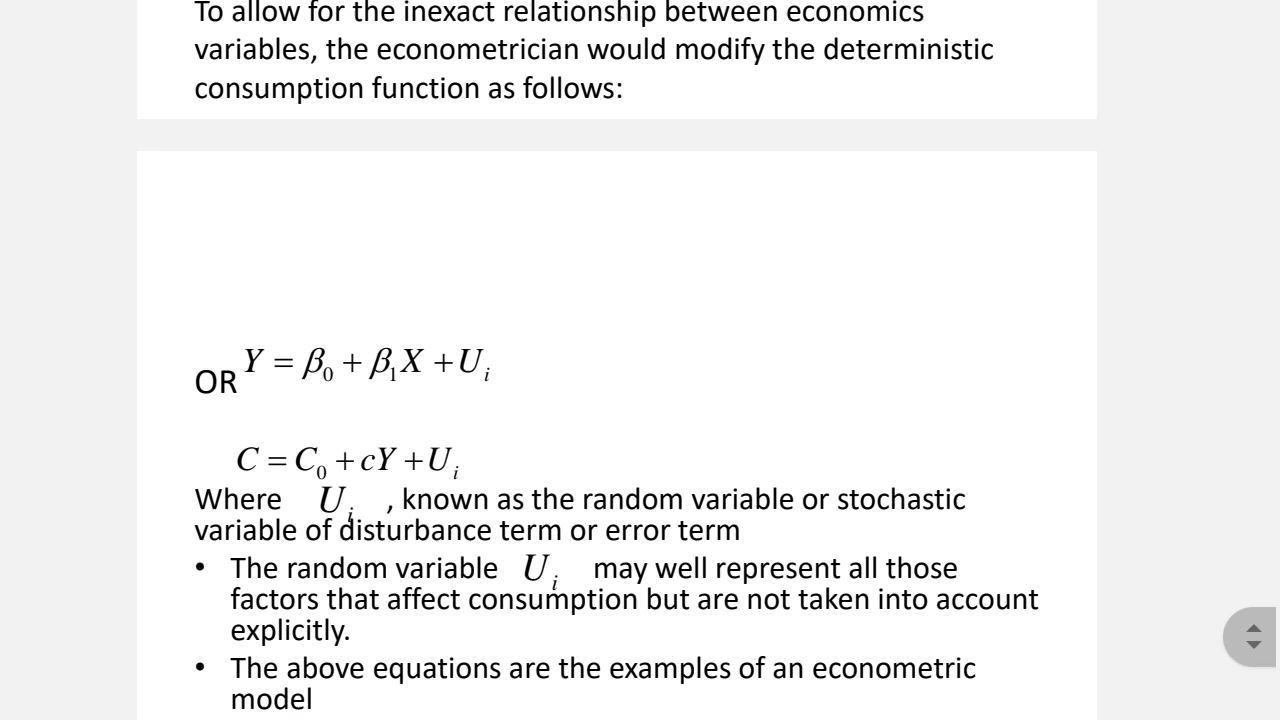 To allow for the inexact relationship between economics
variables, the econometrician would modify the deterministic
consumption function as follows:
OR Y = β₀ + β₁X + Uᵢ
C = C₀ + cY + Uᵢ
Where Uᵢ , known as the random variable or stochastic
variable of disturbance term or error term
• The random variable Uᵢ may well represent all those
factors that affect consumption but are not taken into account
explicitly.
• The above equations are the examples of an econometric
model